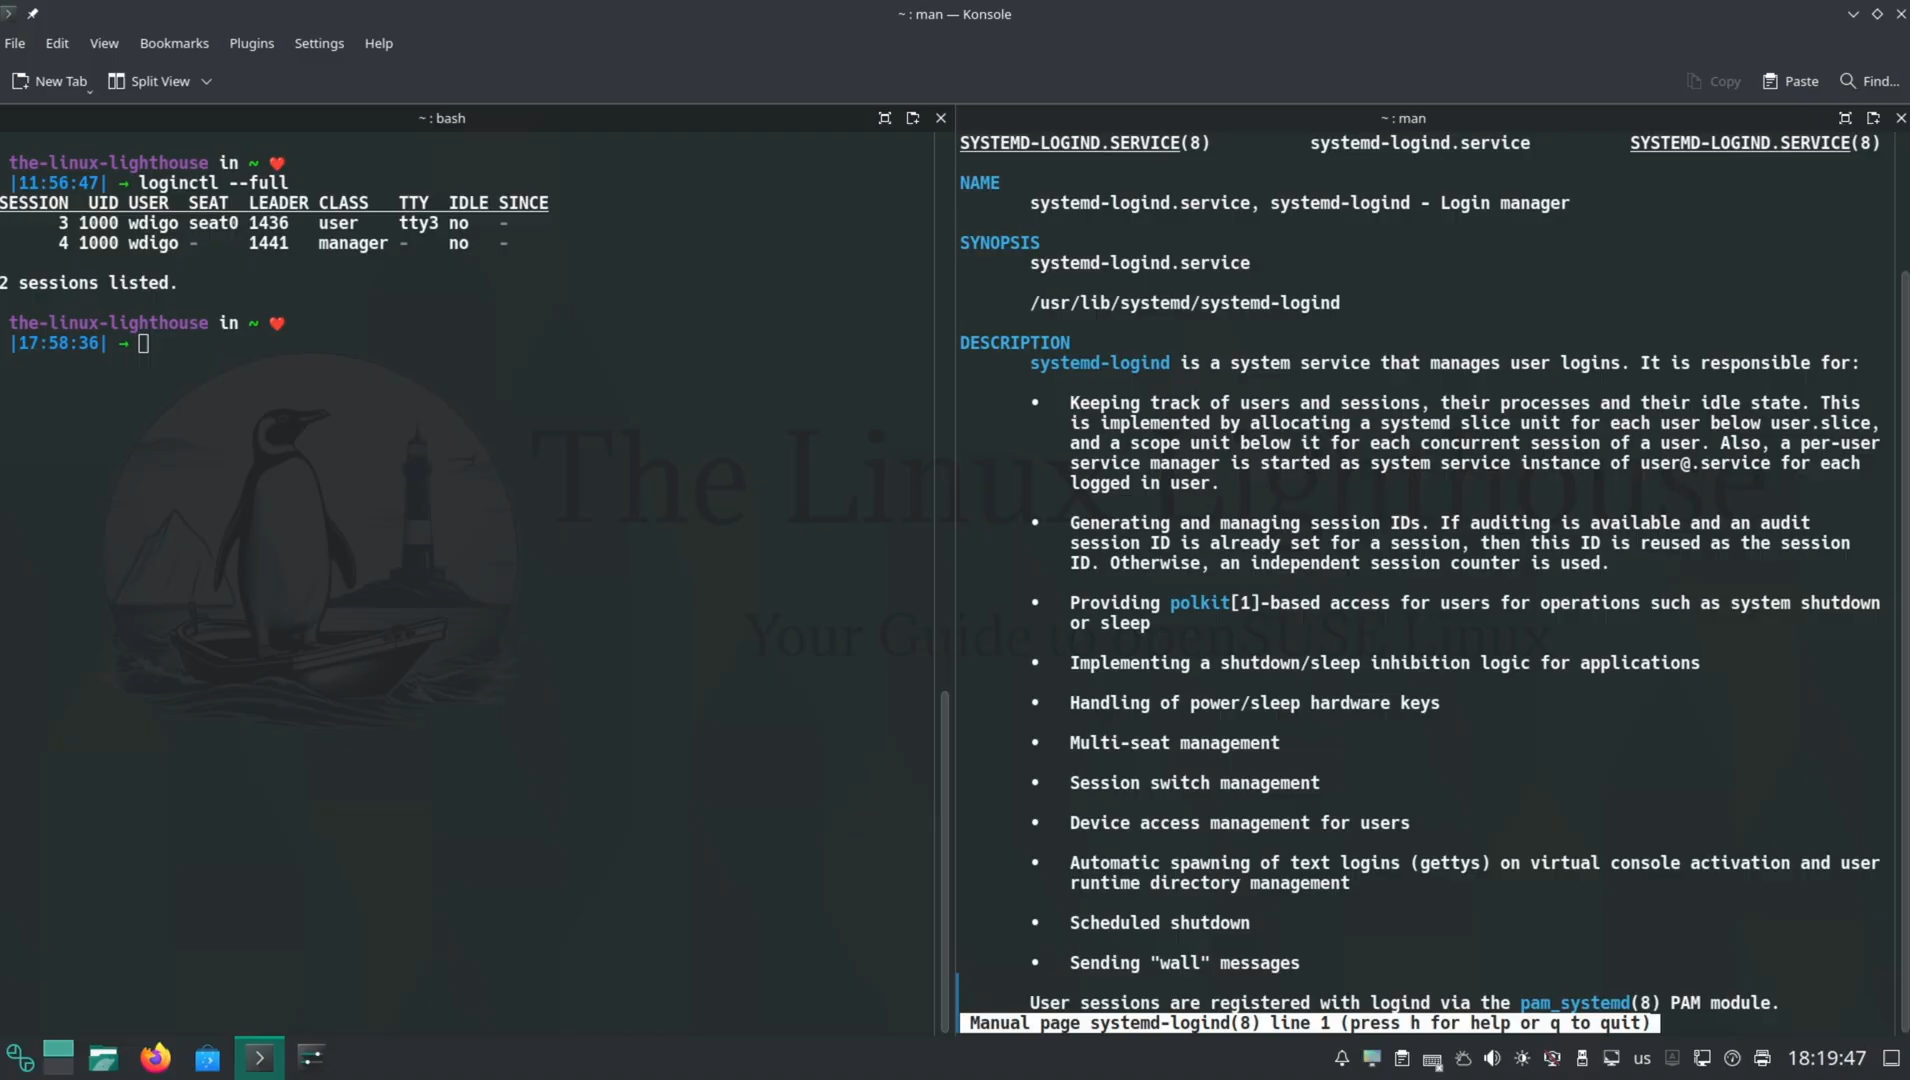 ~ : man — Konsole
File Edit View Bookmarks Plugins Settings Help
New Tab Split View Copy Paste Find...
~ : bash
the-linux-lighthouse in ~ ❤️
|11:56:47| → loginctl --full
SESSION UID USER SEAT LEADER CLASS TTY IDLE SINCE
3 1000 wdigo seat0 1436 user tty3 no -
4 1000 wdigo - 1441 manager - no -
2 sessions listed.
the-linux-lighthouse in ~ ❤️
|17:58:36| →
~ : man
SYSTEMD-LOGIND.SERVICE(8) systemd-logind.service SYSTEMD-LOGIND.SERVICE(8)
NAME
systemd-logind.service, systemd-logind - Login manager
SYNOPSIS
systemd-logind.service
/usr/lib/systemd/systemd-logind
DESCRIPTION
systemd-logind is a system service that manages user logins. It is responsible for:
• Keeping track of users and sessions, their processes and their idle state. This
is implemented by allocating a systemd slice unit for each user below user.slice,
and a scope unit below it for each concurrent session of a user. Also, a per-user
service manager is started as system service instance of user@.service for each
logged in user.
• Generating and managing session IDs. If auditing is available and an audit
session ID is already set for a session, then this ID is reused as the session
ID. Otherwise, an independent session counter is used.
• Providing polkit[1]-based access for users for operations such as system shutdown
or sleep
• Implementing a shutdown/sleep inhibition logic for applications
• Handling of power/sleep hardware keys
• Multi-seat management
• Session switch management
• Device access management for users
• Automatic spawning of text logins (gettys) on virtual console activation and user
runtime directory management
• Scheduled shutdown
• Sending "wall" messages
User sessions are registered with logind via the pam_systemd(8) PAM module.
Manual page systemd-logind(8) line 1 (press h for help or q to quit)
The Linux Lighthouse
Your Guide to openSUSE Linux
us 18:19:47